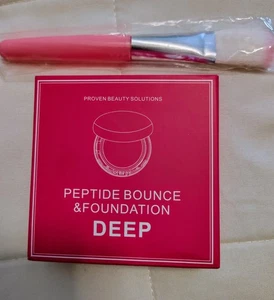 PROVEN BEAUTY SOLUTIONS
PEPTIDE BOUNCE
&FOUNDATION
DEEP